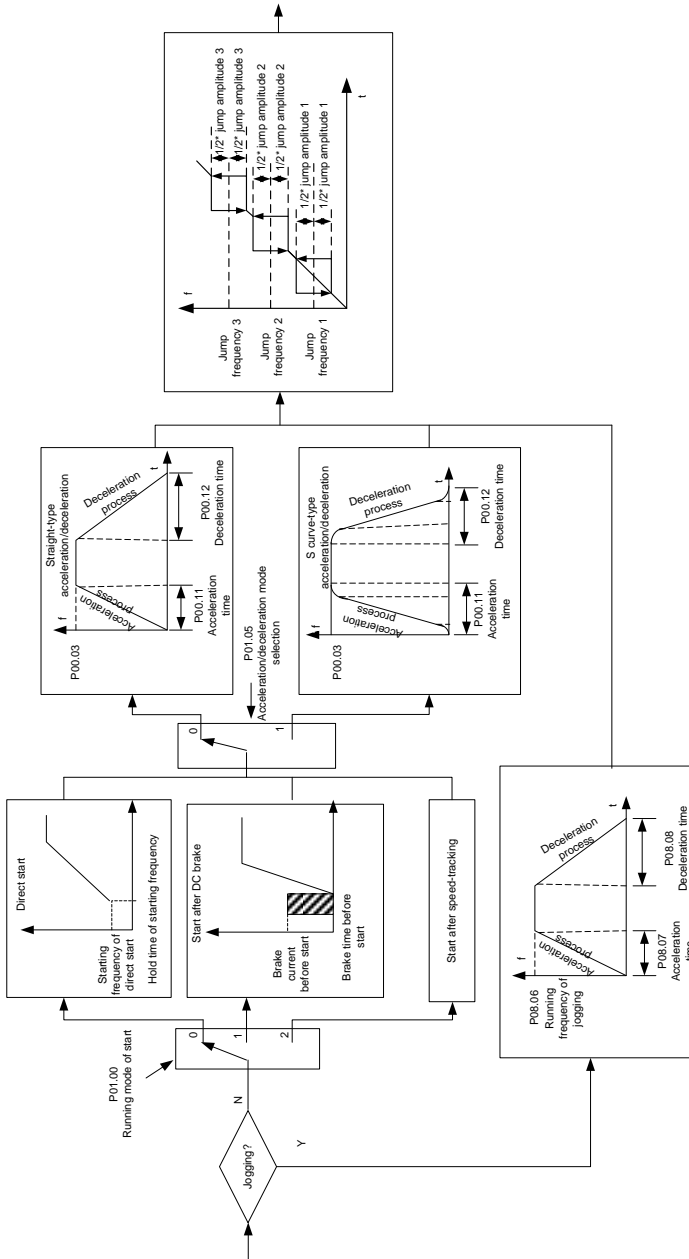 Jogging?
N
Y
P01.00
Running mode of start
0
1
2
Direct start
Starting
frequency of
direct start
Hold time of starting frequency
Start after DC brake
Brake
current
before start
Brake time before
start
Start after speed-tracking
P08.06
Running
frequency of
jogging
f
Acceleration
process
Deceleration
process
t
P08.07
Acceleration
P08.08
Deceleration time
0
1
P01.05
Acceleration/deceleration mode
selection
Straight-type
acceleration/deceleration
f
P00.03
Acceleration
process
Deceleration
process
t
P00.11
Acceleration
time
P00.12
Deceleration time
S curve-type
acceleration/deceleration
f
P00.03
Acceleration
process
Deceleration
process
t
P00.11
Acceleration
time
P00.12
Deceleration time
f
Jump
frequency 3
Jump
frequency 2
Jump
frequency 1
1/2* jump amplitude 3
1/2* jump amplitude 3
1/2* jump amplitude 2
1/2* jump amplitude 2
1/2* jump amplitude 1
1/2* jump amplitude 1
t